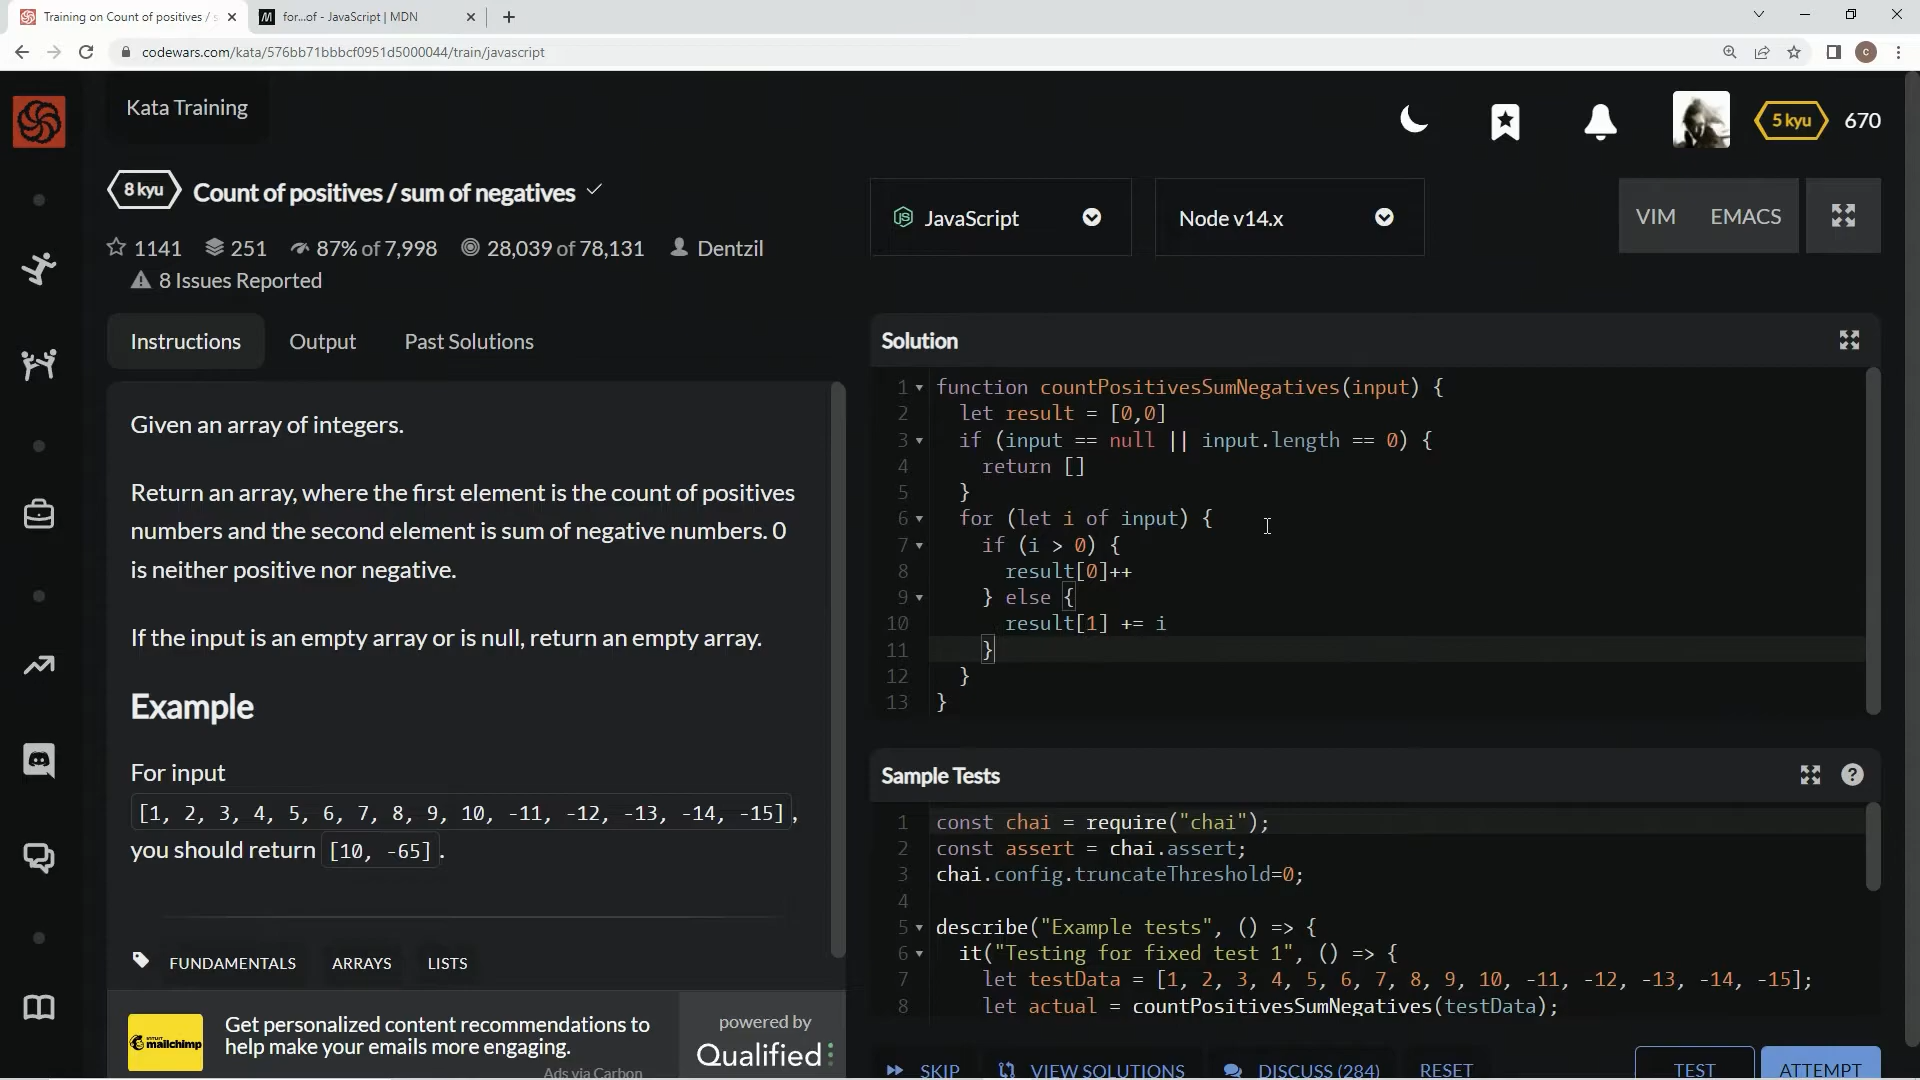 Training on Count of positives / s
for...of - JavaScript | MDN
codewars.com/kata/576bb71bbbcf0951d5000044/train/javascript
C
Kata Training
5 kyu
670
8 kyu
Count of positives / sum of negatives
1141
251
87% of 7,998
28,039 of 78,131
Dentzil
8 Issues Reported
JavaScript
Node v14.x
VIM
EMACS
Instructions
Output
Past Solutions
Given an array of integers.
Return an array, where the first element is the count of positives
numbers and the second element is sum of negative numbers. 0
is neither positive nor negative.
If the input is an empty array or is null, return an empty array.
Example
For input
[1, 2, 3, 4, 5, 6, 7, 8, 9, 10, -11, -12, -13, -14, -15],
you should return [10, -65].
FUNDAMENTALS
ARRAYS
LISTS
mailchimp
Get personalized content recommendations to
help make your emails more engaging.
Ads via Carbon
powered by
Qualified
Solution
1 function countPositivesSumNegatives(input) {
2 let result = [0,0]
3 if (input == null || input.length == 0) {
4 return []
5 }
6 for (let i of input) {
7 if (i > 0) {
8 result[0]++
9 } else {
10 result[1] += i
11 }
12 }
13 }
Sample Tests
1 const chai = require("chai");
2 const assert = chai.assert;
3 chai.config.truncateThreshold=0;
4
5 describe("Example tests", () => {
6 it("Testing for fixed test 1", () => {
7 let testData = [1, 2, 3, 4, 5, 6, 7, 8, 9, 10, -11, -12, -13, -14, -15];
8 let actual = countPositivesSumNegatives(testData);
SKIP
VIEW SOLUTIONS
DISCUSS (284)
RESET
TEST
ATTEMPT